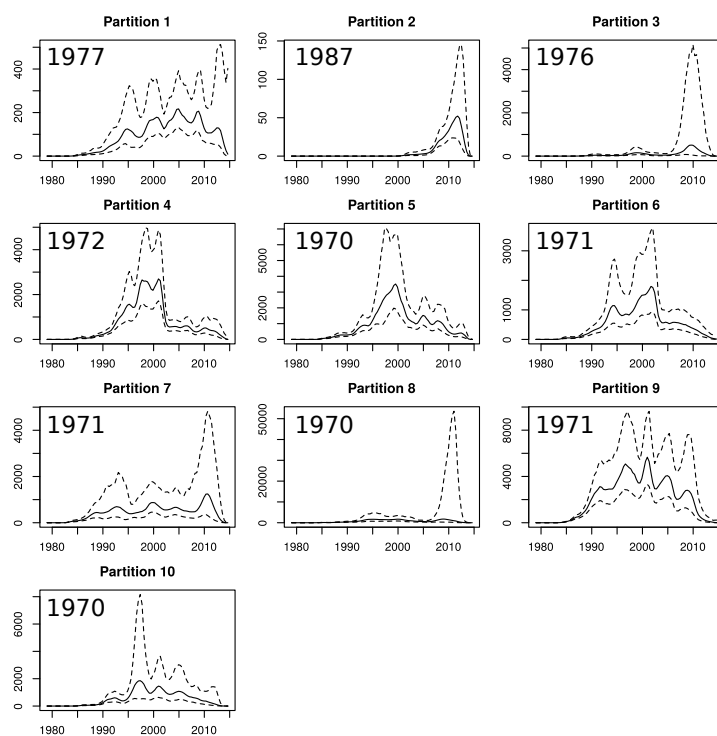 Partition 1
Partition 2
Partition 3
1977
1987
1976
0 200 400
0 50 100 150
0 2000 4000
1980 1990 2000 2010
1980 1990 2000 2010
1980 1990 2000 2010
Partition 4
Partition 5
Partition 6
1972
1970
1971
0 2000 4000
0 2000 6000
0 1000 3000
1980 1990 2000 2010
1980 1990 2000 2010
1980 1990 2000 2010
Partition 7
Partition 8
Partition 9
1971
1970
1971
0 2000 4000
0 20000 50000
0 4000 8000
1980 1990 2000 2010
1980 1990 2000 2010
1980 1990 2000 2010
Partition 10
1970
0 2000 6000
1980 1990 2000 2010